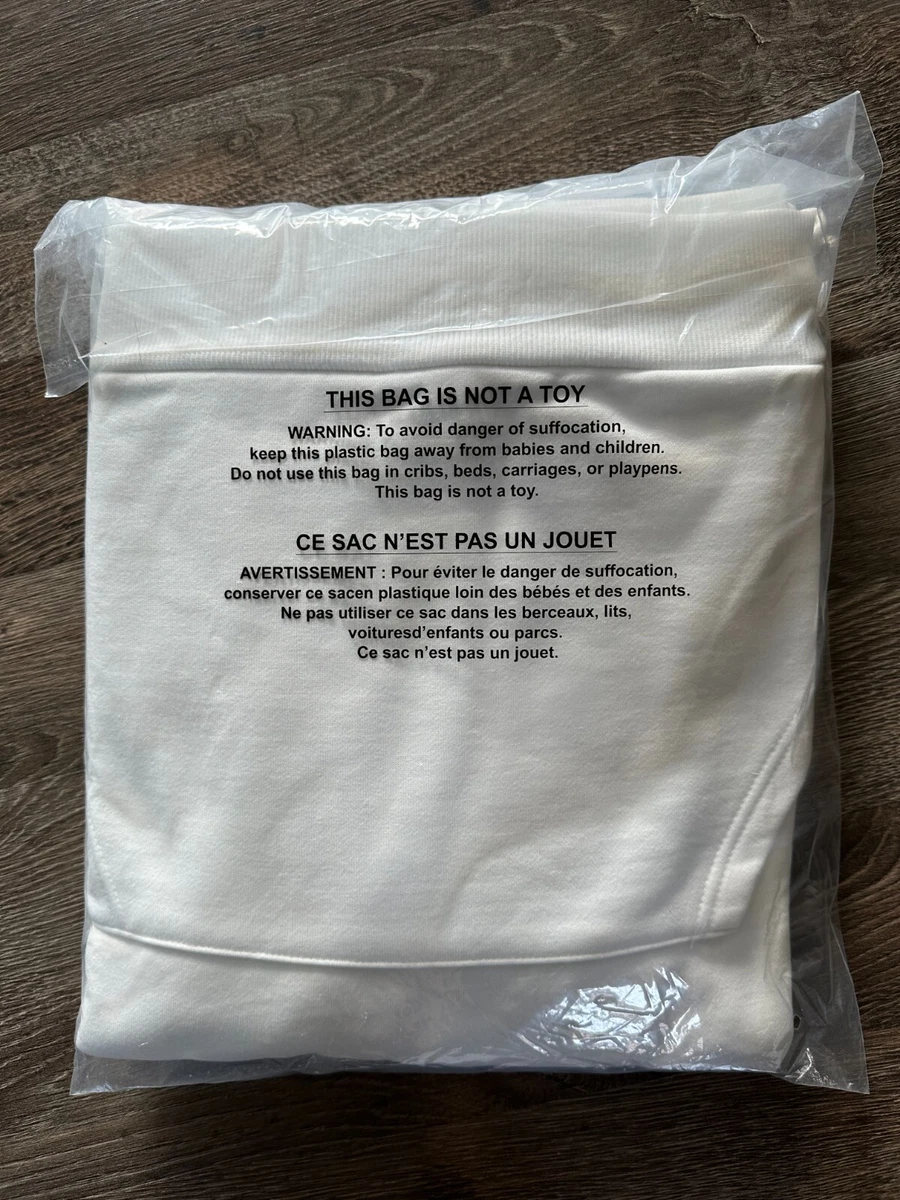 THIS BAG IS NOT A TOY
WARNING: To avoid danger of suffocation,
keep this plastic bag away from babies and children.
Do not use this bag in cribs, beds, carriages, or playpens.
This bag is not a toy.
CE SAC N'EST PAS UN JOUET
AVERTISSEMENT : Pour éviter le danger de suffocation,
conserver ce sacen plastique loin des bébés et des enfants.
Ne pas utiliser ce sac dans les berceaux, lits,
voituresd'enfants ou parcs.
Ce sac n'est pas un jouet.